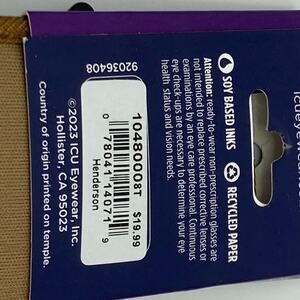 92036408
SOY BASED INKS
RECYCLED PAPER
Attention: ready-to-wear non-prescription glasses are
not intended to replace prescribed corrective lenses or
examinations by an eye care professional. Continuous
eye check-ups are necessary to determine your eye
health status and vision needs.
10480008T
0 78041 14071 9
$19.99
Henderson
©2023 ICU Eyewear, Inc.
Hollister, CA 95023
Country of origin printed on temple.